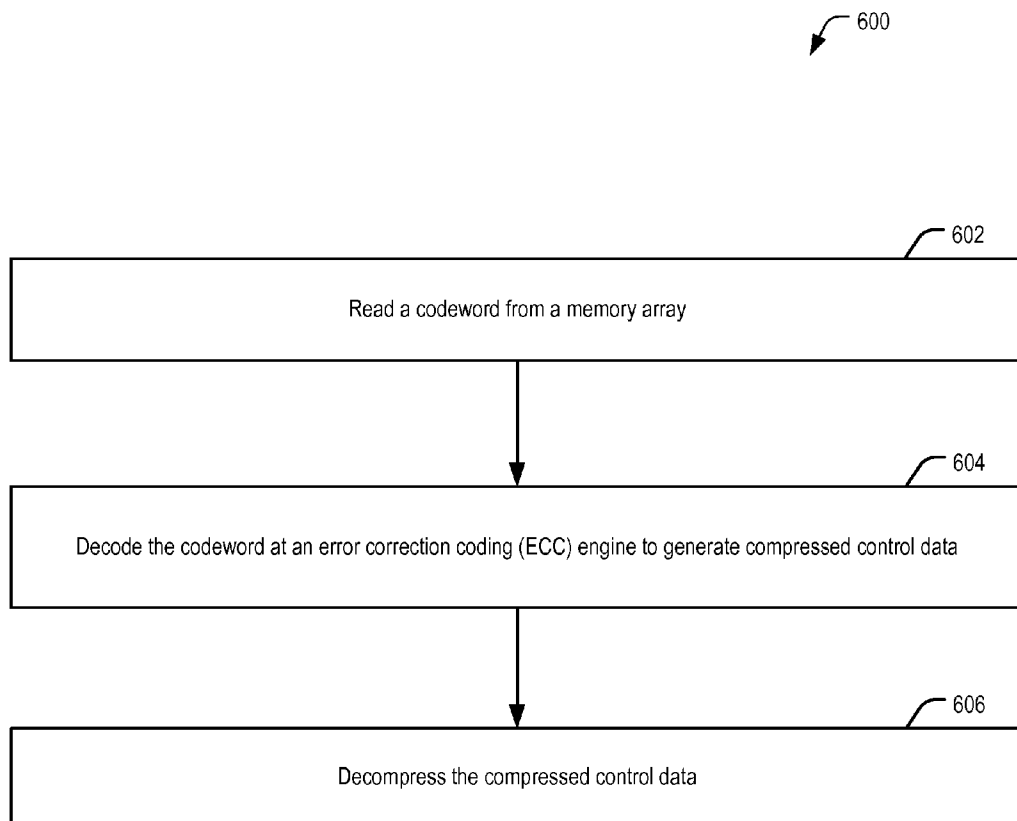 600
602
Read a codeword from a memory array
604
Decode the codeword at an error correction coding (ECC) engine to generate compressed control data
606
Decompress the compressed control data